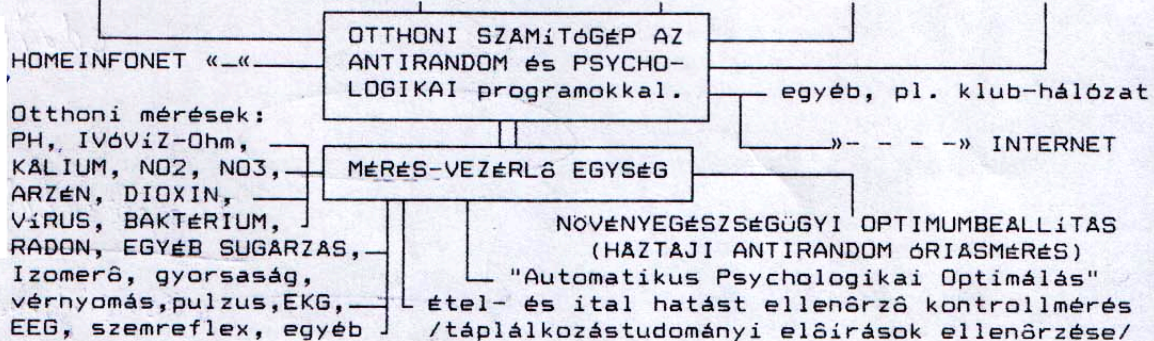 OTTHONI SZÁMíTóGéP AZ
ANTIRANDOM és PSYCHO-
LOGIKAI programokkal.
HOMEINFONET «_«
egyéb, pl. klub-hálózat
»- - - -» INTERNET
Otthoni mérések:
PH, IVóVíZ-Ohm,
KÁLIUM, NO2, NO3,
ARZéN, DIOXIN,
VíRUS, BAKTéRIUM,
RADON, EGYéB SUGÁRZÁS,
Izomerô, gyorsaság,
vérnyomás,pulzus,EKG,
EEG, szemreflex, egyéb
MéRéS-VEZéRLô EGYSéG
NÖVéNYEGéSZSéGÜGYI OPTIMUMBEÁLLíTÁS
(HÁZTÁJI ANTIRANDOM óRIÁSMéRéS)
"Automatikus Psychologikai Optimálás"
étel- és ital hatást ellenôrzô kontrollmérés
/táplálkozástudományi elôírások ellenôrzése/